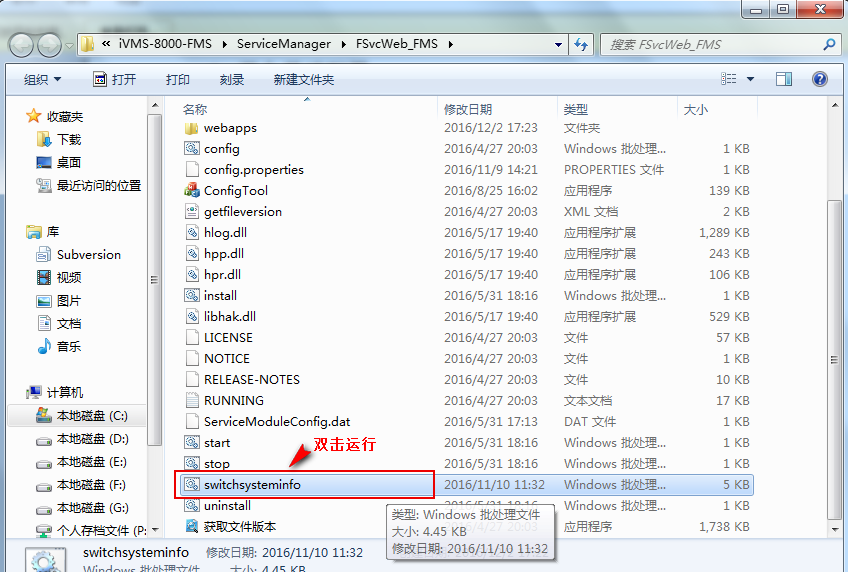 « iVMS-8000-FMS ▸ ServiceManager ▸ FSvcWeb_FMS ▸
搜索 FSvcWeb_FMS
组织 打开 打印 刻录 新建文件夹
收藏夹
下载
桌面
最近访问的位置
库
Subversion
视频
图片
文档
音乐
计算机
本地磁盘 (C:)
本地磁盘 (D:)
本地磁盘 (E:)
本地磁盘 (F:)
本地磁盘 (G:)
个人存档文件 (P:
名称 修改日期 类型 大小
webapps 2016/12/2 17:23 文件夹
config 2016/4/27 20:03 Windows 批处理... 1 KB
config.properties 2016/11/9 14:21 PROPERTIES 文件 1 KB
ConfigTool 2016/8/25 16:02 应用程序 139 KB
getfileversion 2016/4/27 20:03 XML 文档 2 KB
hlog.dll 2016/5/17 19:40 应用程序扩展 1,289 KB
hpp.dll 2016/5/17 19:40 应用程序扩展 243 KB
hpr.dll 2016/5/17 19:40 应用程序扩展 106 KB
install 2016/5/31 18:16 Windows 批处理... 1 KB
libhak.dll 2016/5/17 19:40 应用程序扩展 529 KB
LICENSE 2016/4/27 20:03 文件 57 KB
NOTICE 2016/4/27 20:03 文件 1 KB
RELEASE-NOTES 2016/4/27 20:03 文件 10 KB
RUNNING 2016/4/27 20:03 文本文档 17 KB
ServiceModuleConfig.dat 2016/5/31 17:13 DAT 文件 1 KB
start 2016/5/31 18:16 Windows 批处理... 1 KB
双击运行
stop 2016/5/31 18:16 Windows 批处理... 1 KB
switchsysteminfo 2016/11/10 11:32 Windows 批处理... 5 KB
uninstall 2016/5/31 18:16 Windows 批处理... 1 KB
获取文件版本 2016/4/27 20:03 应用程序 1,738 KB
类型: Windows 批处理文件
大小: 4.45 KB
修改日期: 2016/11/10 11:32
switchsysteminfo 修改日期: 2016/11/10 11:32
Windows 批处理文件 大小: 4.45 KB